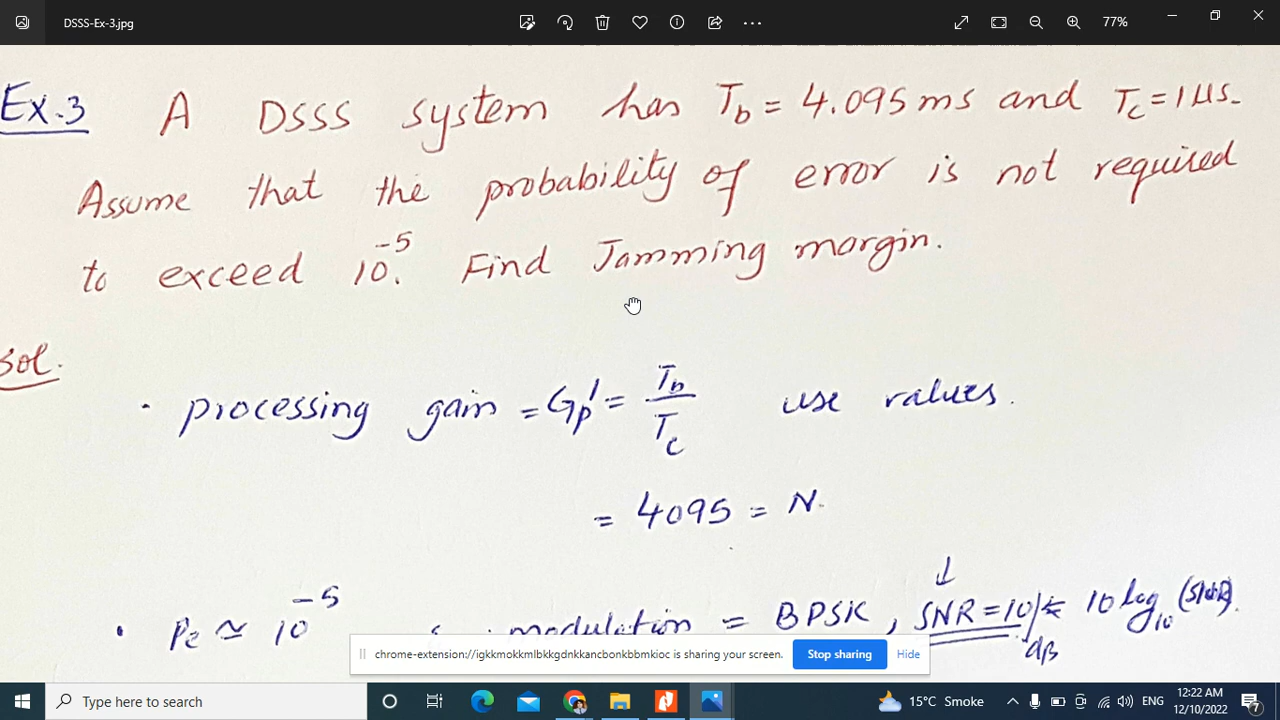 DSSS-Ex-3.jpg
77%
Ex.3 A DSSS system has Tb = 4.095 ms and Tc = 1 μs.
Assume that the probability of error is not required
to exceed 10^-5. Find Jamming margin.
Sol.
• processing gain = Gp' = Tb/Tc use values.
= 4095 = N.
• Pe ≃ 10^-5 modulation = BPSK, SNR = 10 10 log10 (SNR).
dB
chrome-extension://igkkmokkmlbkkgdnkkancbonkbbmkioc is sharing your screen. Stop sharing Hide
Type here to search
15°C Smoke
ENG
12:22 AM
12/10/2022
7